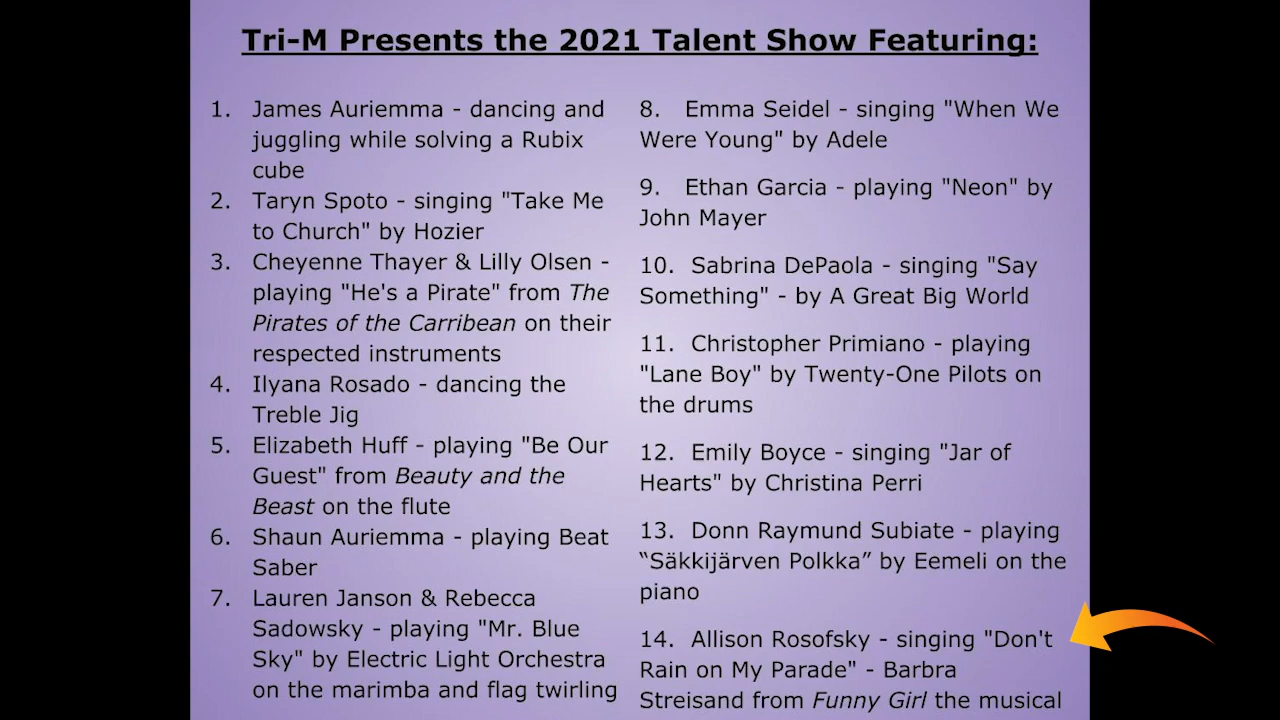 Tri-M Presents the 2021 Talent Show Featuring:
1. James Auriemma - dancing and
juggling while solving a Rubix
cube
2. Taryn Spoto - singing "Take Me
to Church" by Hozier
3. Cheyenne Thayer & Lilly Olsen -
playing "He's a Pirate" from The
Pirates of the Carribean on their
respected instruments
4. Ilyana Rosado - dancing the
Treble Jig
5. Elizabeth Huff - playing "Be Our
Guest" from Beauty and the
Beast on the flute
6. Shaun Auriemma - playing Beat
Saber
7. Lauren Janson & Rebecca
Sadowsky - playing "Mr. Blue
Sky" by Electric Light Orchestra
on the marimba and flag twirling
8. Emma Seidel - singing "When We
Were Young" by Adele
9. Ethan Garcia - playing "Neon" by
John Mayer
10. Sabrina DePaola - singing "Say
Something" - by A Great Big World
11. Christopher Primiano - playing
"Lane Boy" by Twenty-One Pilots on
the drums
12. Emily Boyce - singing "Jar of
Hearts" by Christina Perri
13. Donn Raymund Subiate - playing
“Säkkijärven Polkka” by Eemeli on the
piano
14. Allison Rosofsky - singing "Don't
Rain on My Parade" - Barbra
Streisand from Funny Girl the musical